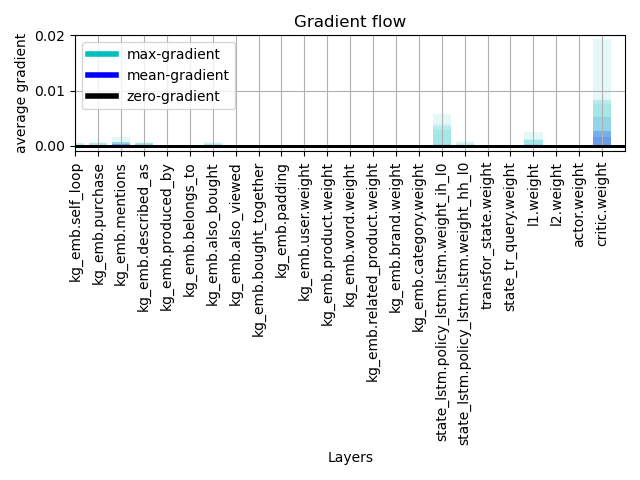 Gradient flow
average gradient
0.02
0.01
0.00
max-gradient
mean-gradient
zero-gradient
kg_emb.self_loop
kg_emb.purchase
kg_emb.mentions
kg_emb.described_as
kg_emb.produced_by
kg_emb.belongs_to
kg_emb.also_bought
kg_emb.also_viewed
kg_emb.bought_together
kg_emb.padding
kg_emb.user.weight
kg_emb.product.weight
kg_emb.word.weight
kg_emb.related_product.weight
kg_emb.brand.weight
kg_emb.category.weight
state_lstm.policy_lstm.lstm.weight_ih_l0
state_lstm.policy_lstm.lstm.weight_hh_l0
transfor_state.weight
state_tr_query.weight
l1.weight
l2.weight
actor.weight
critic.weight
Layers